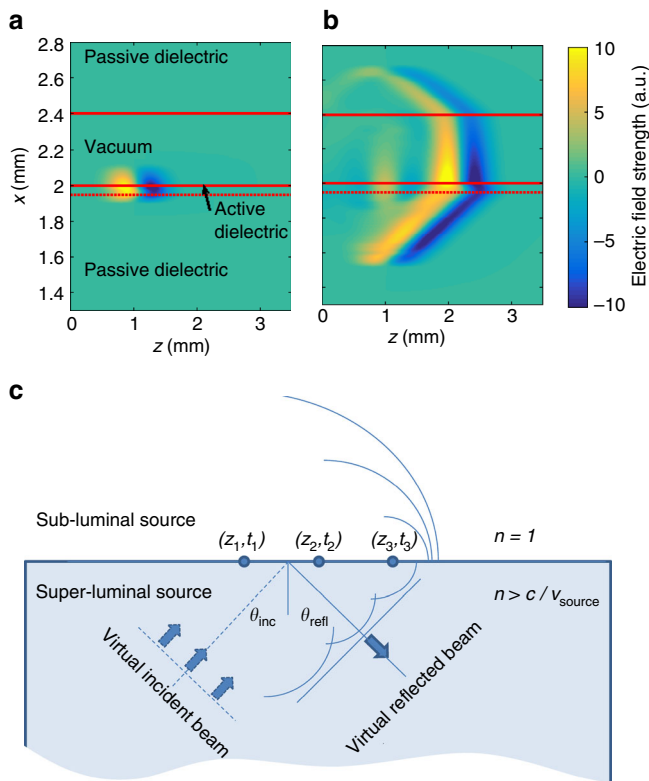 a
Passive dielectric
Vacuum
Active
dielectric
Passive dielectric
2.8
2.6
2.4
2.2
2
1.8
1.6
1.4
x (mm)
0
1
2
3
z (mm)
b
0
1
2
3
z (mm)
10
5
0
−5
−10
Electric field strength (a.u.)
c
Sub-luminal source
(z1,t1)
(z2,t2)
(z3,t3)
n = 1
Super-luminal source
n > c / vsource
θinc
θrefl
Virtual incident beam
Virtual reflected beam